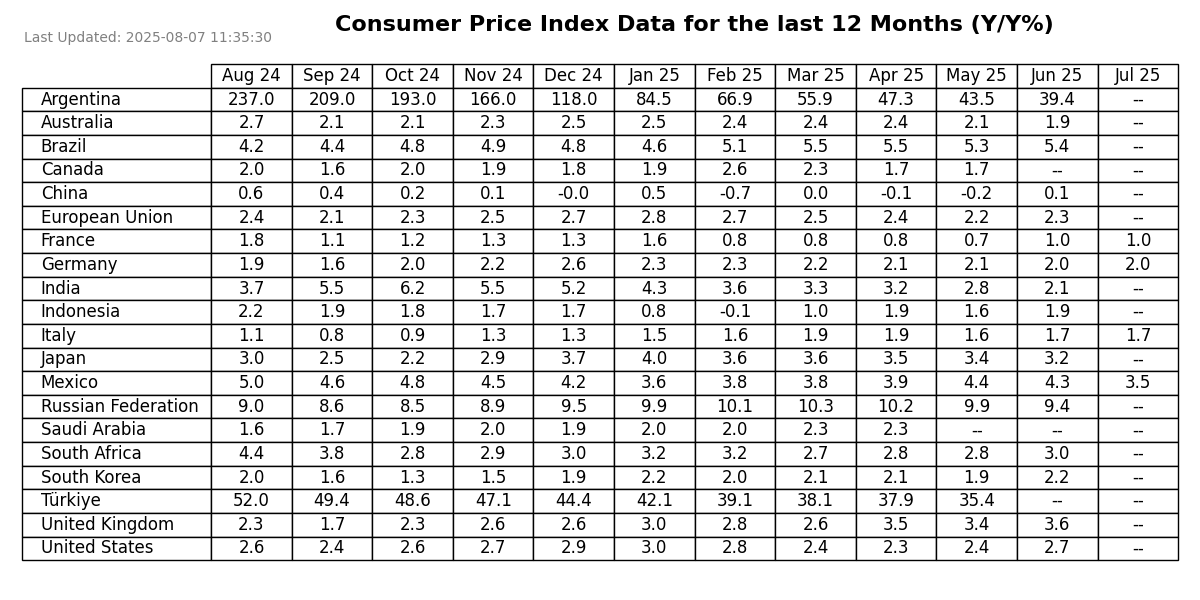 Consumer Price Index Data for the last 12 Months (Y/Y%)
Last Updated: 2025-08-07 11:35:30
Aug 24 Sep 24 Oct 24 Nov 24 Dec 24 Jan 25 Feb 25 Mar 25 Apr 25 May 25 Jun 25 Jul 25
Argentina 237.0 209.0 193.0 166.0 118.0 84.5 66.9 55.9 47.3 43.5 39.4 --
Australia 2.7 2.1 2.1 2.3 2.5 2.5 2.4 2.4 2.4 2.1 1.9 --
Brazil 4.2 4.4 4.8 4.9 4.8 4.6 5.1 5.5 5.5 5.3 5.4 --
Canada 2.0 1.6 2.0 1.9 1.8 1.9 2.6 2.3 1.7 1.7 -- --
China 0.6 0.4 0.2 0.1 -0.0 0.5 -0.7 0.0 -0.1 -0.2 0.1 --
European Union 2.4 2.1 2.3 2.5 2.7 2.8 2.7 2.5 2.4 2.2 2.3 --
France 1.8 1.1 1.2 1.3 1.3 1.6 0.8 0.8 0.8 0.7 1.0 1.0
Germany 1.9 1.6 2.0 2.2 2.6 2.3 2.3 2.2 2.1 2.1 2.0 2.0
India 3.7 5.5 6.2 5.5 5.2 4.3 3.6 3.3 3.2 2.8 2.1 --
Indonesia 2.2 1.9 1.8 1.7 1.7 0.8 -0.1 1.0 1.9 1.6 1.9 --
Italy 1.1 0.8 0.9 1.3 1.3 1.5 1.6 1.9 1.9 1.6 1.7 1.7
Japan 3.0 2.5 2.2 2.9 3.7 4.0 3.6 3.6 3.5 3.4 3.2 --
Mexico 5.0 4.6 4.8 4.5 4.2 3.6 3.8 3.8 3.9 4.4 4.3 3.5
Russian Federation 9.0 8.6 8.5 8.9 9.5 9.9 10.1 10.3 10.2 9.9 9.4 --
Saudi Arabia 1.6 1.7 1.9 2.0 1.9 2.0 2.0 2.3 2.3 -- -- --
South Africa 4.4 3.8 2.8 2.9 3.0 3.2 3.2 2.7 2.8 2.8 3.0 --
South Korea 2.0 1.6 1.3 1.5 1.9 2.2 2.0 2.1 2.1 1.9 2.2 --
Türkiye 52.0 49.4 48.6 47.1 44.4 42.1 39.1 38.1 37.9 35.4 -- --
United Kingdom 2.3 1.7 2.3 2.6 2.6 3.0 2.8 2.6 3.5 3.4 3.6 --
United States 2.6 2.4 2.6 2.7 2.9 3.0 2.8 2.4 2.3 2.4 2.7 --